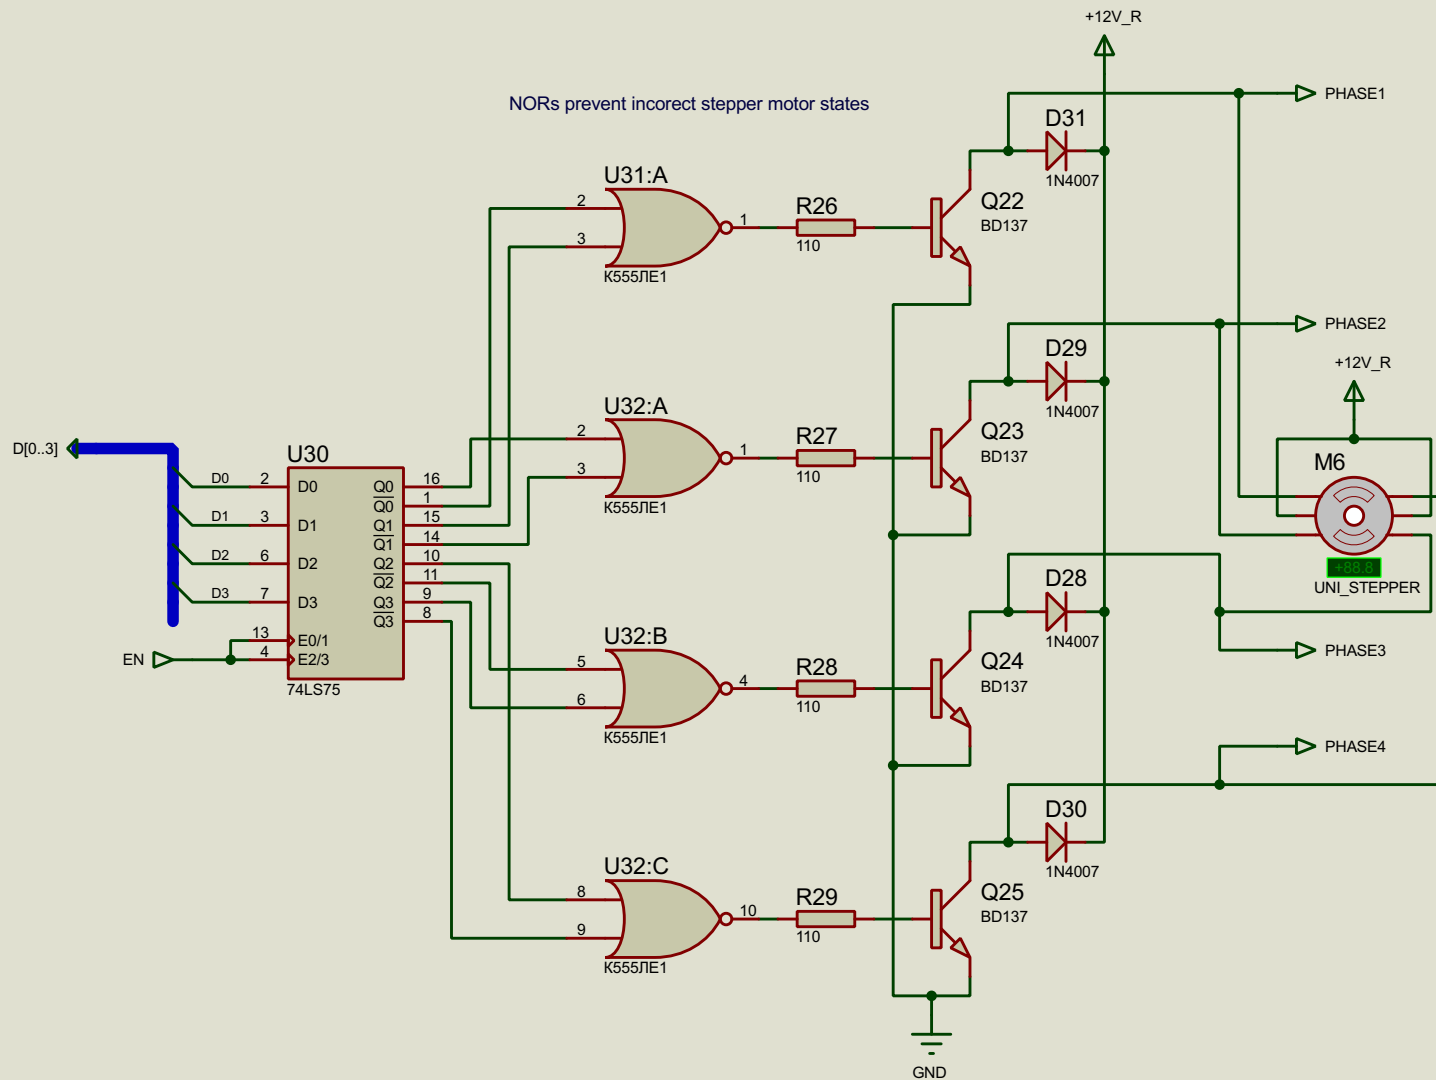 +12V_R
NORs prevent incorect stepper motor states
PHASE1
D31
1N4007
U31:A
2
3
1
К555ЛЕ1
R26
110
Q22
BD137
PHASE2
D29
1N4007
+12V_R
U32:A
2
3
1
К555ЛЕ1
R27
110
Q23
BD137
D[0..3]
U30
D0 2 D0 Q0 16
Q0 1
D1 3 D1 Q1 15
Q1 14
D2 6 D2 Q2 10
Q2 11
D3 7 D3 Q3 9
Q3 8
13 E0/1
EN 4 E2/3
74LS75
M6
+88.8
UNI_STEPPER
D28
1N4007
PHASE3
U32:B
5
6
4
К555ЛЕ1
R28
110
Q24
BD137
PHASE4
D30
1N4007
U32:C
8
9
10
К555ЛЕ1
R29
110
Q25
BD137
GND